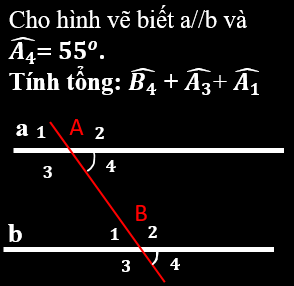 Cho hình vẽ biết a//b và
$\widehat{A_4}$= 55°.
Tính tổng: $\widehat{B_4}$ + $\widehat{A_3}$+ $\widehat{A_1}$
a 1 A 2
3 4
B
b 1 2
3 4